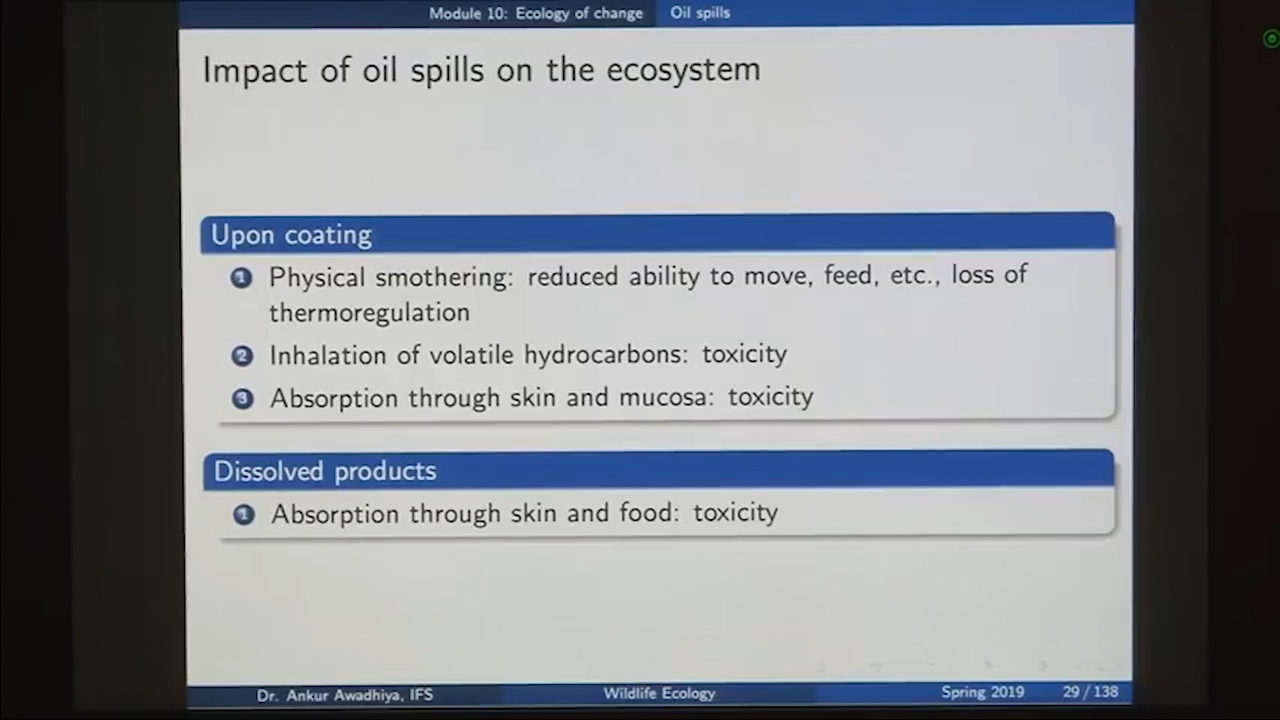 Module 10: Ecology of change Oil spills
Impact of oil spills on the ecosystem
Upon coating
1 Physical smothering: reduced ability to move, feed, etc., loss of
thermoregulation
2 Inhalation of volatile hydrocarbons: toxicity
3 Absorption through skin and mucosa: toxicity
Dissolved products
1 Absorption through skin and food: toxicity
Dr. Ankur Awadhiya, IFS Wildlife Ecology Spring 2019 29 / 138